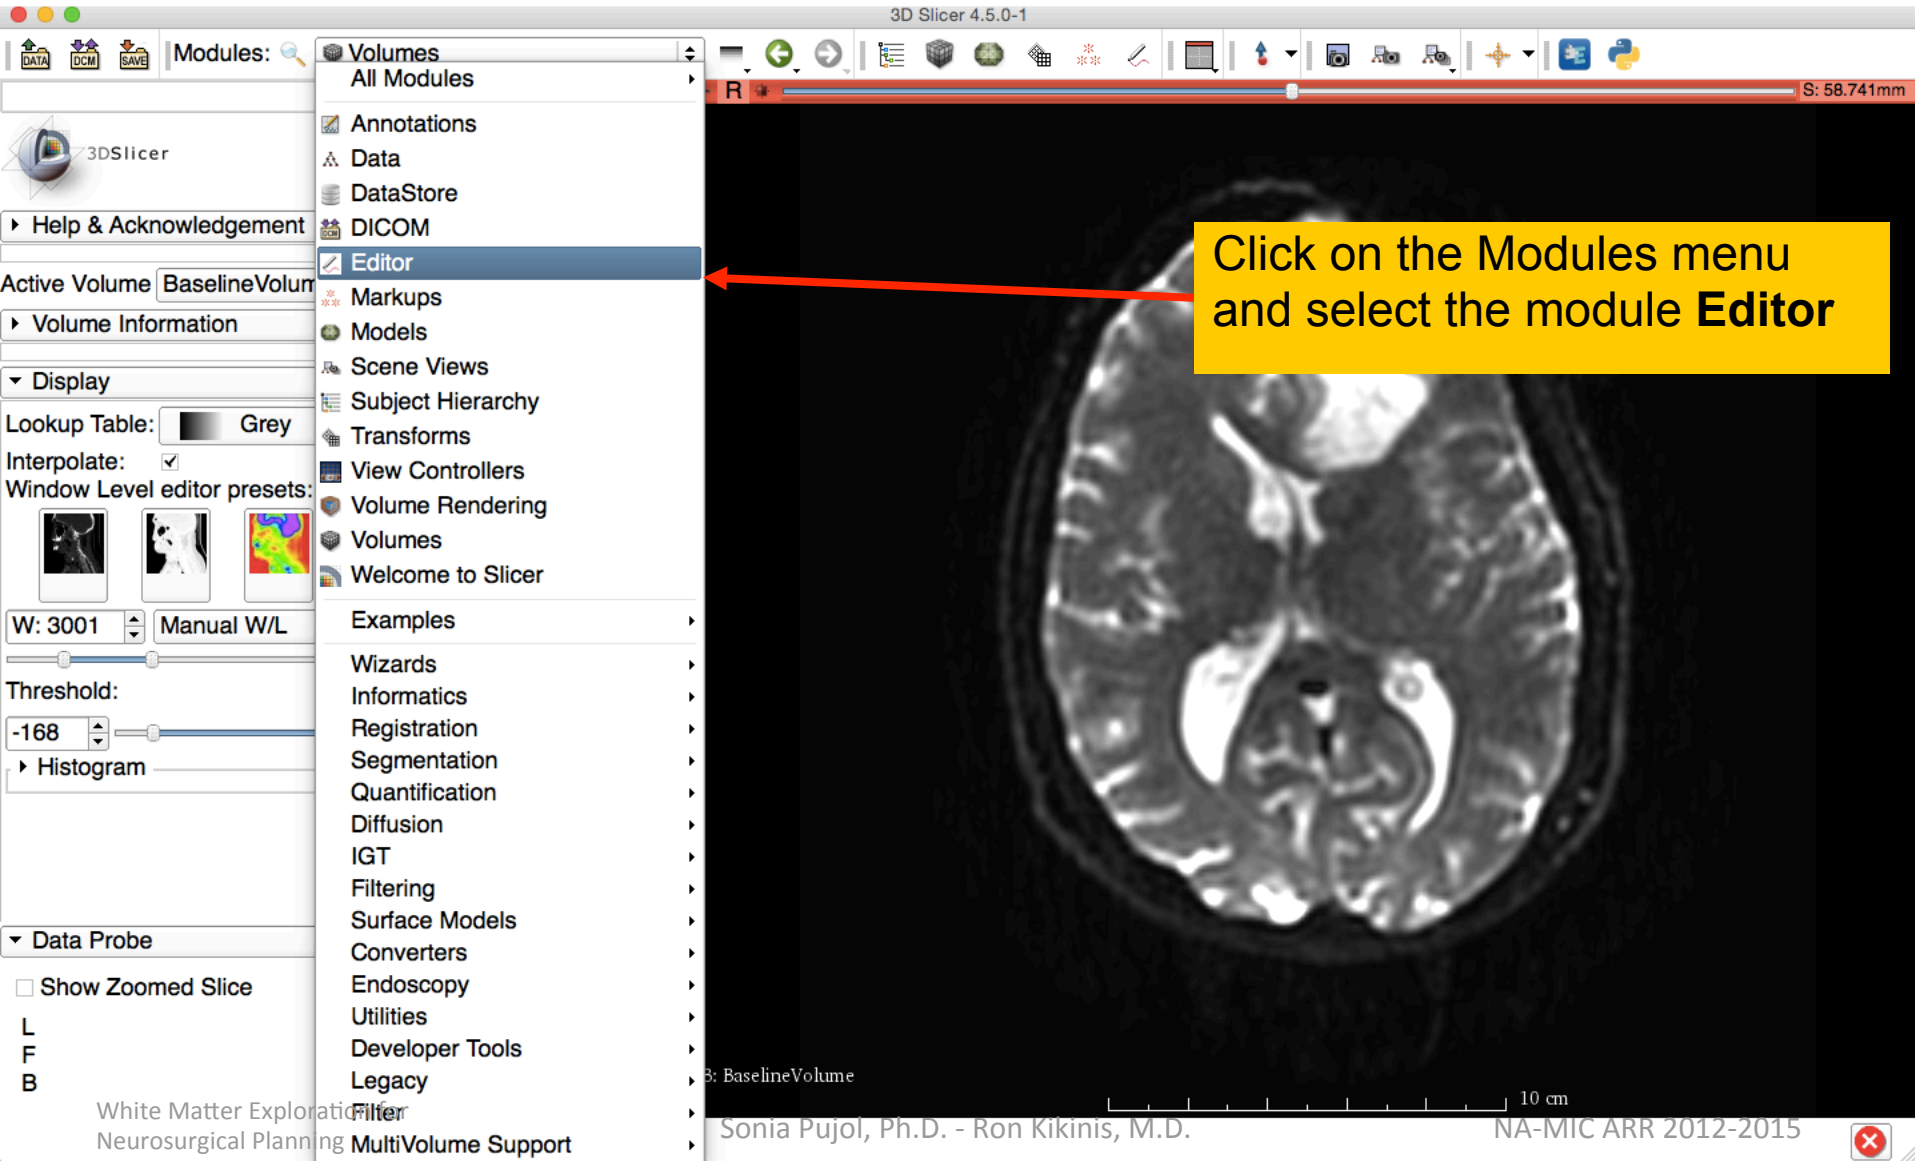 3D Slicer 4.5.0-1
DATA DCM SAVE Modules: Volumes
R S: 58.741mm
3DSlicer
Help & Acknowledgement
Active Volume BaselineVolum
Volume Information
Display
Lookup Table: Grey
Interpolate:
Window Level editor presets:
W: 3001 Manual W/L
Threshold:
-168
Histogram
Data Probe
Show Zoomed Slice
L
F
B
All Modules
Annotations
Data
DataStore
DICOM
Editor
Markups
Models
Scene Views
Subject Hierarchy
Transforms
View Controllers
Volume Rendering
Volumes
Welcome to Slicer
Examples
Wizards
Informatics
Registration
Segmentation
Quantification
Diffusion
IGT
Filtering
Surface Models
Converters
Endoscopy
Utilities
Developer Tools
Legacy
Filter
MultiVolume Support
Click on the Modules menu
and select the module Editor
B: BaselineVolume
10 cm
White Matter Exploration for
Neurosurgical Planning
Sonia Pujol, Ph.D. - Ron Kikinis, M.D.
NA-MIC ARR 2012-2015